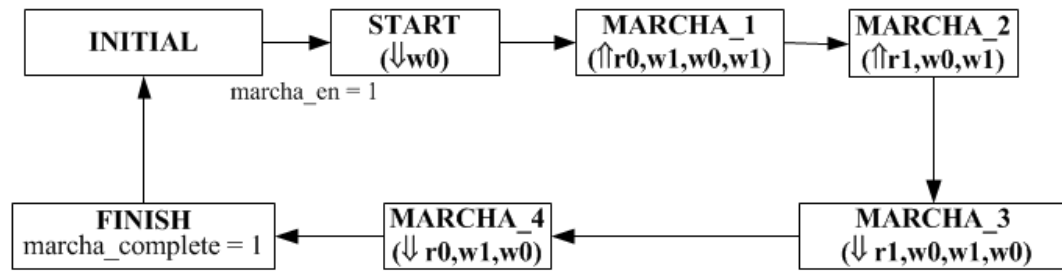 INITIAL
START
(⇓w0)
MARCHA_1
(⇑r0,w1,w0,w1)
MARCHA_2
(⇑r1,w0,w1)
marcha_en = 1
FINISH
marcha_complete = 1
MARCHA_4
(⇓ r0,w1,w0)
MARCHA_3
(⇓ r1,w0,w1,w0)